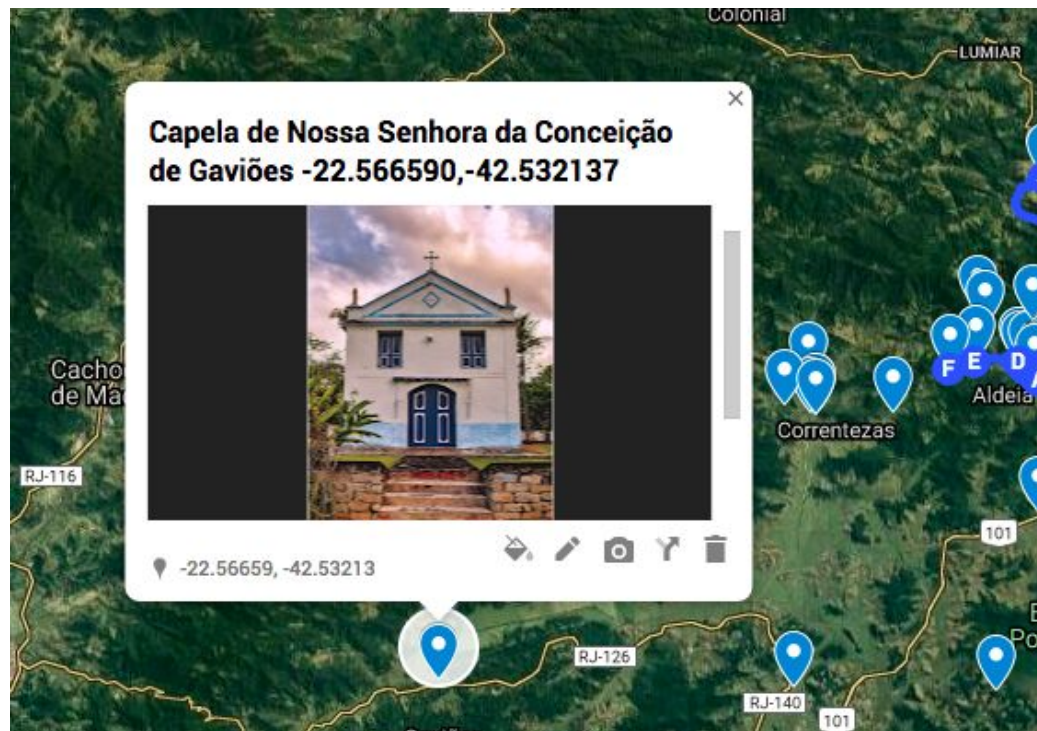 Colonial
LUMIAR
×
Capela de Nossa Senhora da Conceição
de Gaviões -22.566590,-42.532137
Cacho
de Ma
F E D
Aldeia
Correntezas
RJ-116
101
-22.56659, -42.53213
Po
RJ-126
RJ-140
101